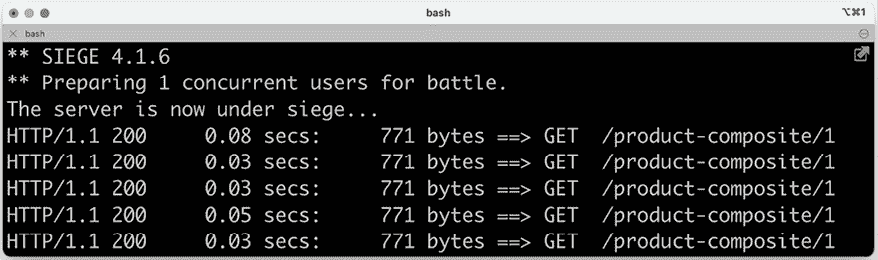 bash
⌥⌘1
bash
** SIEGE 4.1.6
** Preparing 1 concurrent users for battle.
The server is now under siege...
HTTP/1.1 200     0.08 secs:     771 bytes ==> GET  /product-composite/1
HTTP/1.1 200     0.03 secs:     771 bytes ==> GET  /product-composite/1
HTTP/1.1 200     0.03 secs:     771 bytes ==> GET  /product-composite/1
HTTP/1.1 200     0.05 secs:     771 bytes ==> GET  /product-composite/1
HTTP/1.1 200     0.03 secs:     771 bytes ==> GET  /product-composite/1